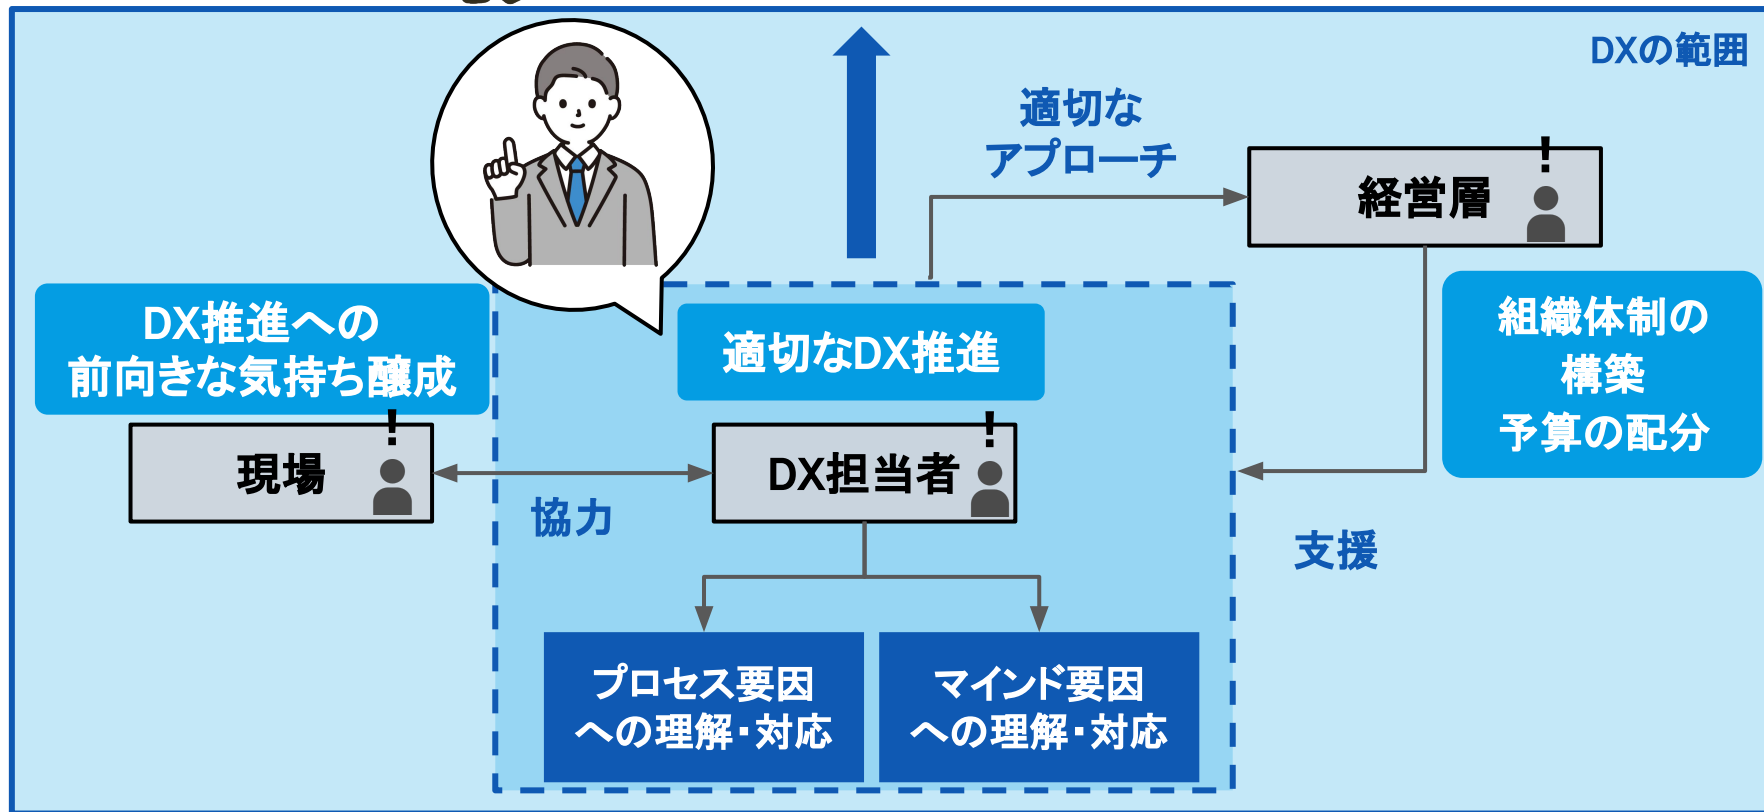 DXの範囲
適切な
アプローチ
!
経営層
DX推進への
前向きな気持ち醸成
適切なDX推進
組織体制の
構築
予算の配分
!
現場
!
DX担当者
協力
支援
プロセス要因
への理解・対応
マインド要因
への理解・対応